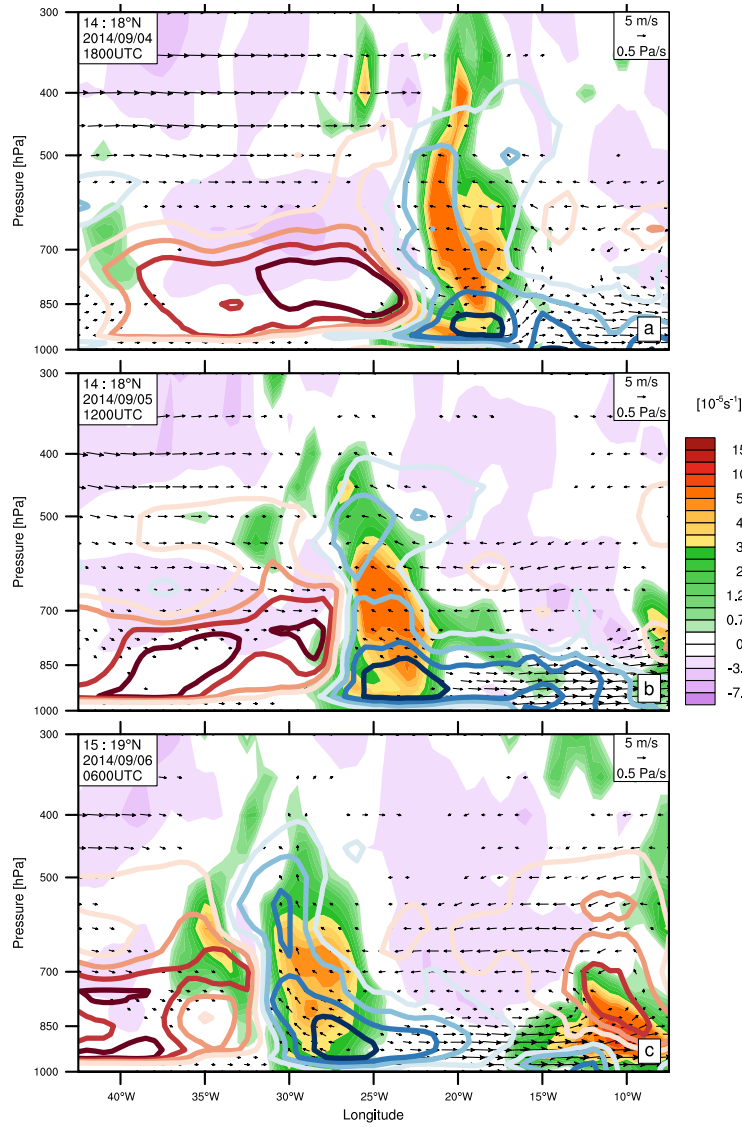 300
14 : 18°N
2014/09/04
1800UTC
5 m/s
0.5 Pa/s
400
500
Pressure [hPa]
700
850
1000
a
300
14 : 18°N
2014/09/05
1200UTC
5 m/s
0.5 Pa/s
400
500
Pressure [hPa]
700
850
1000
b
[10⁻⁵s⁻¹]
15
10
5
4
3
2
1.2
0.7
0
-3.
-7.
300
15 : 19°N
2014/09/06
0600UTC
5 m/s
0.5 Pa/s
400
500
Pressure [hPa]
700
850
1000
c
40°W 35°W 30°W 25°W 20°W 15°W 10°W
Longitude